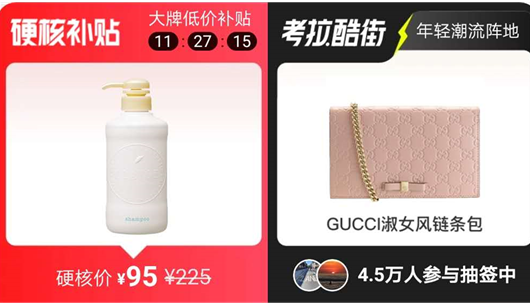 硬核补贴
大牌低价补贴
11:27:15
硬核价 ¥95 ¥225
考拉酷街
年轻潮流阵地
GUCCI淑女风链条包
4.5万人参与抽签中